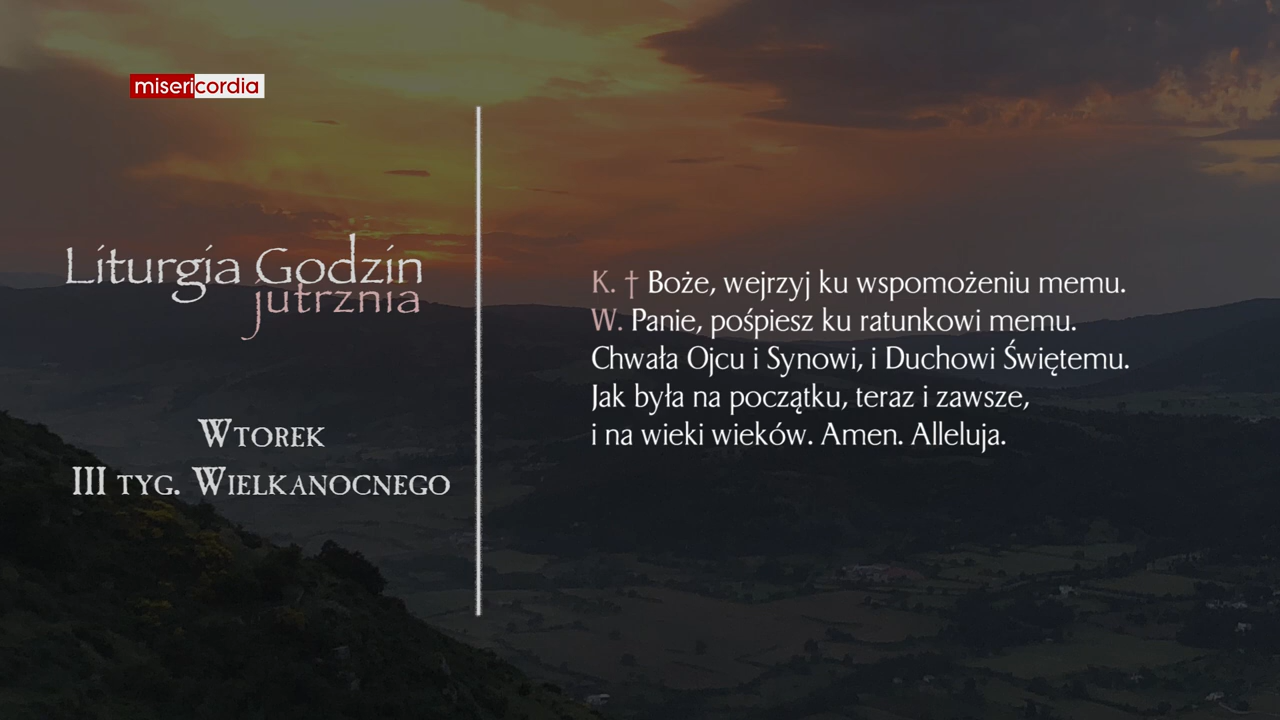 misericordia
Liturgia Godzin
jutrznia
Wtorek
III tyg. Wielkanocnego
K. † Boże, wejrzyj ku wspomożeniu memu.
W. Panie, pośpiesz ku ratunkowi memu.
Chwała Ojcu i Synowi, i Duchowi Świętemu.
Jak była na początku, teraz i zawsze,
i na wieki wieków. Amen. Alleluja.